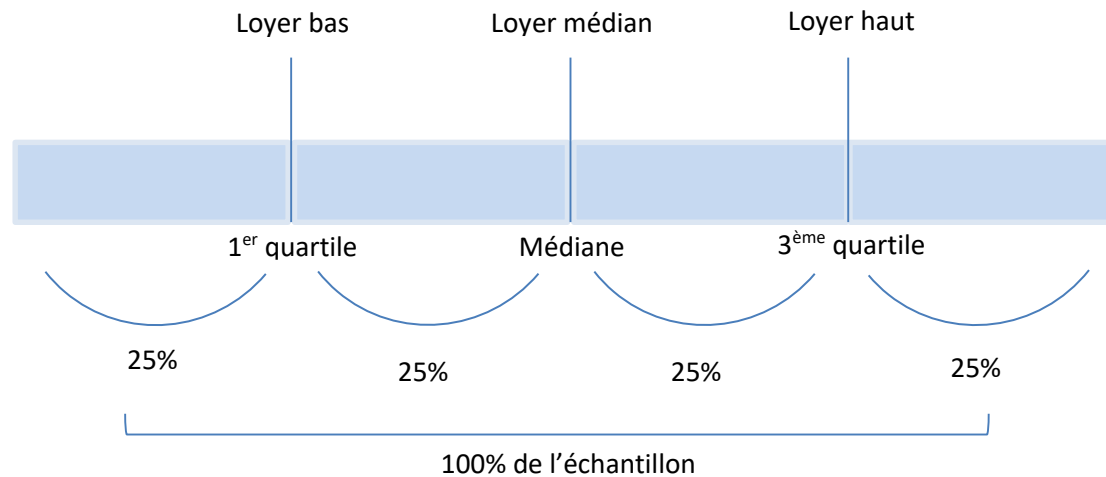 Loyer bas
Loyer médian
Loyer haut
1er quartile
Médiane
3ème quartile
25%
25%
25%
25%
100% de l’échantillon